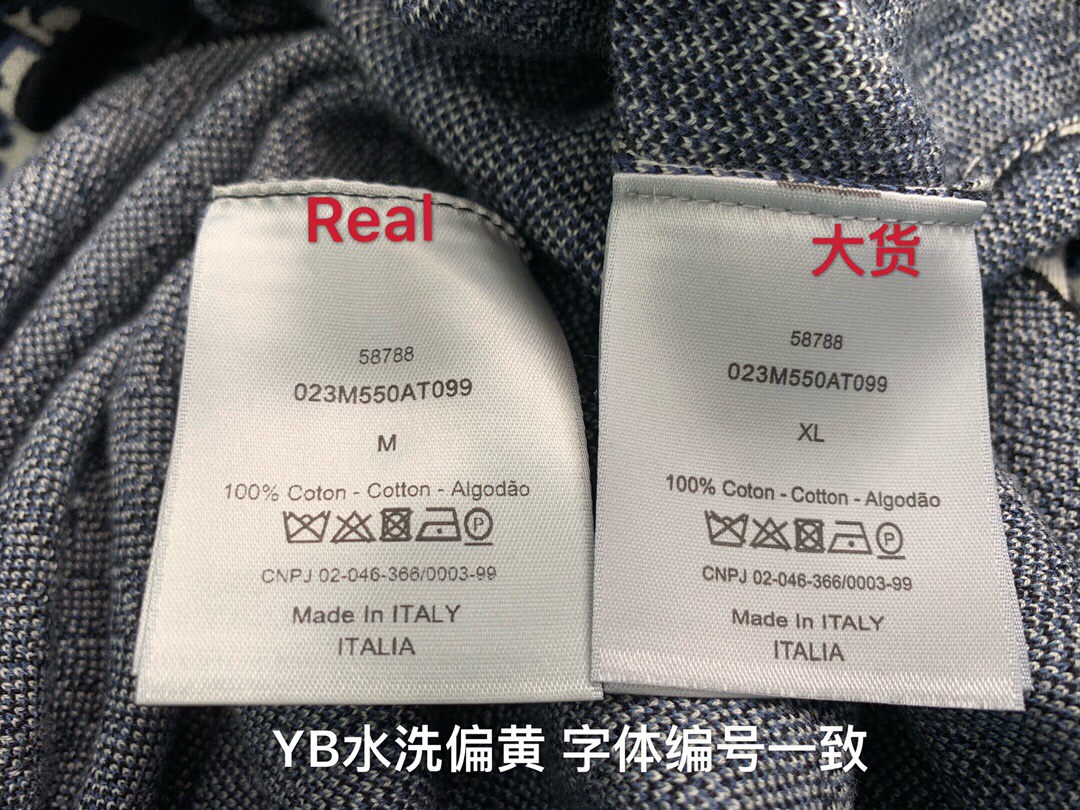 Real
58788
023M550AT099
M
100% Coton - Cotton - Algodão
P
CNPJ 02-046-366/0003-99
Made In ITALY
ITALIA
大货
58788
023M550AT099
XL
100% Coton - Cotton - Algodão
P
CNPJ 02-046-366/0003-99
Made In ITALY
ITALIA
YB水洗偏黄 字体编号一致